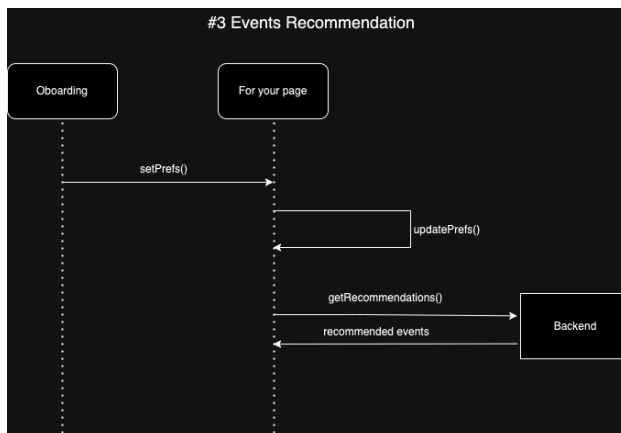 #3 Events Recommendation
Oboarding
For your page
setPrefs()
updatePrefs()
getRecommendations()
Backend
recommended events